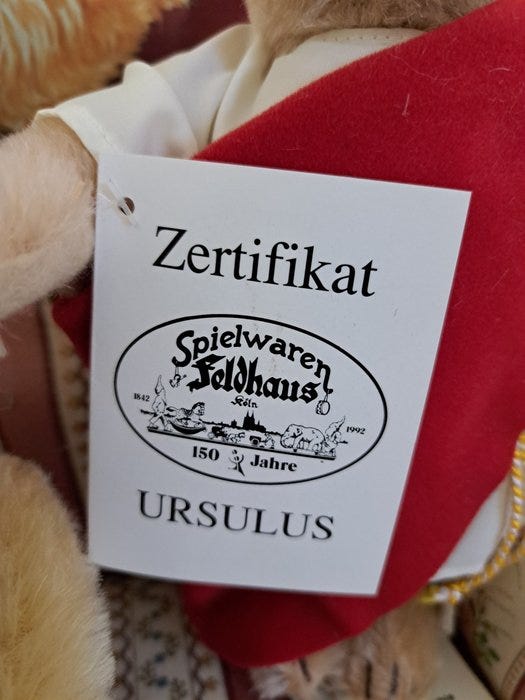 Zertifikat
Spielwaren
Feldhaus
Köln
1842
1992
150 Jahre
URSULUS